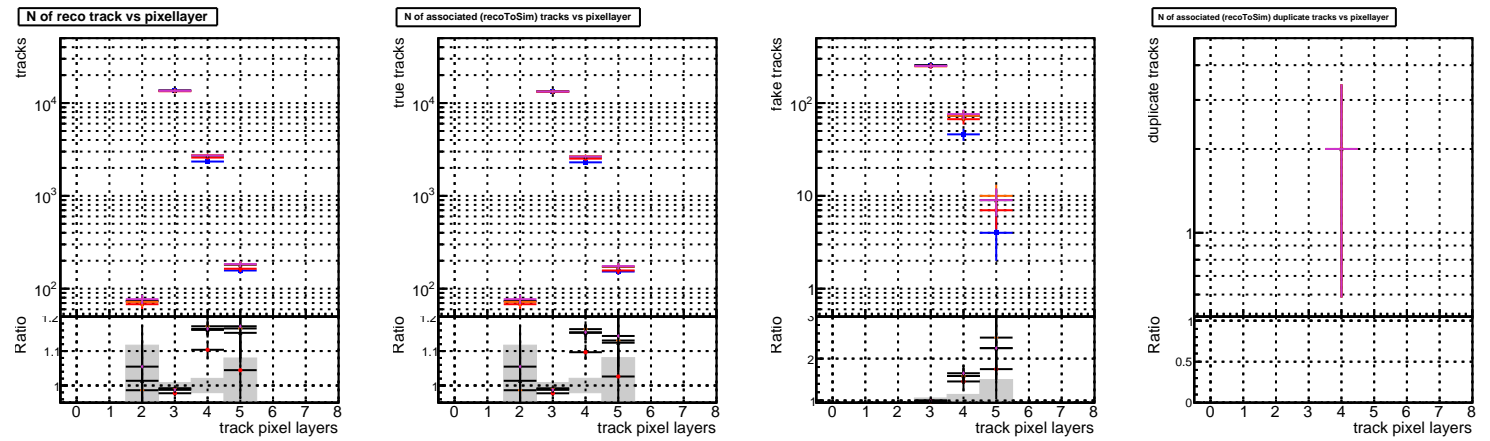 N of reco track vs pixellayer
tracks
10^4
10^3
10^2
Ratio
1.2
1.1
1
0 1 2 3 4 5 6 7 8
track pixel layers
N of associated (recoToSim) tracks vs pixellayer
true tracks
10^4
10^3
10^2
Ratio
1.2
1.1
1
0 1 2 3 4 5 6 7 8
track pixel layers
fake tracks
10^2
10
1
Ratio
3
2
1
0 1 2 3 4 5 6 7 8
track pixel layers
N of associated (recoToSim) duplicate tracks vs pixellayer
duplicate tracks
1
Ratio
1
0.5
0
0 1 2 3 4 5 6 7 8
track pixel layers